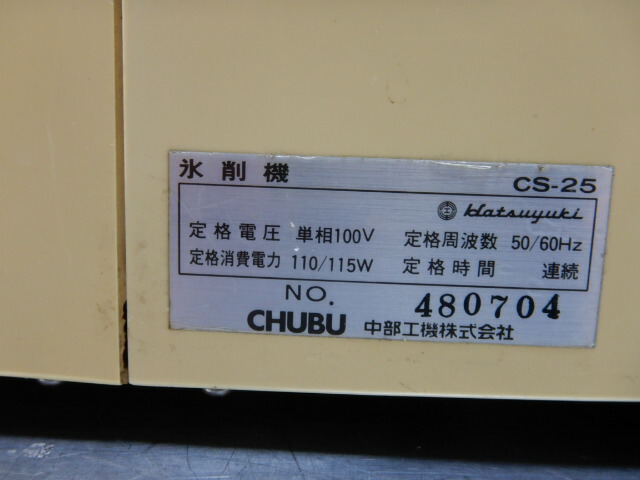 氷削機 CS-25
Hatsuyuki
定格電圧 単相100V 定格周波数 50/60Hz
定格消費電力 110/115W 定格時間 連続
NO. 480704
CHUBU 中部工機株式会社